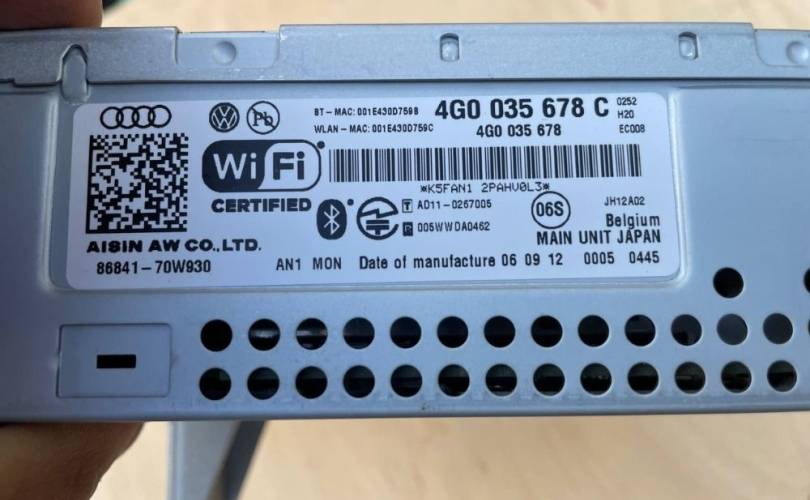 BT-MAC: 001E430D759B
WLAN-MAC: 001E430D759C
4G0 035 678 C
0252
H20
EC008
4G0 035 678
Pb
Wi Fi
CERTIFIED
*K5FAN1 2PAHV0L3*
T AD11-0267005
R 005WWDA0462
06S
JH12A02
Belgium
MAIN UNIT JAPAN
AISIN AW CO.,LTD.
86841-70W930
AN1 MON Date of manufacture 06 09 12 0005 0445